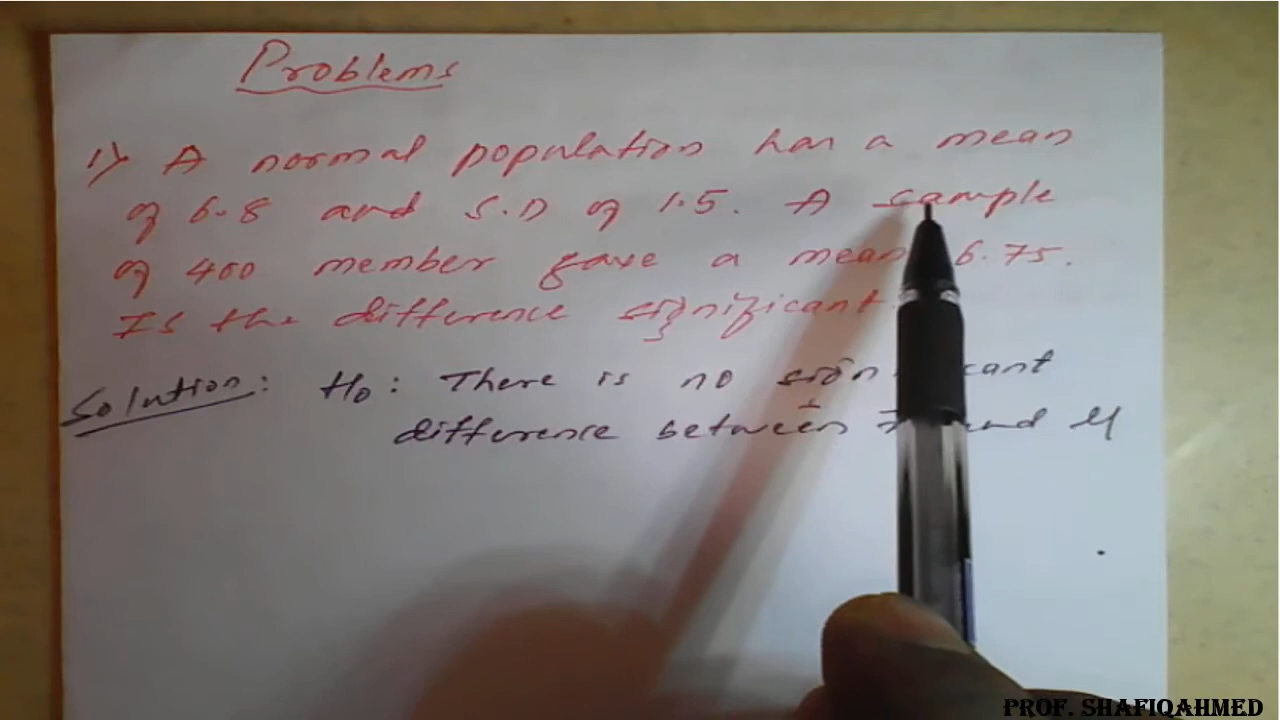 Problems
1) A normal population has a mean
of 6.8 and S.D of 1.5. A sample
of 400 member gave a mean 6.75.
Is the difference significant
Solution: H0: There is no
difference between and μ
PROF. SHAFIQAHMED